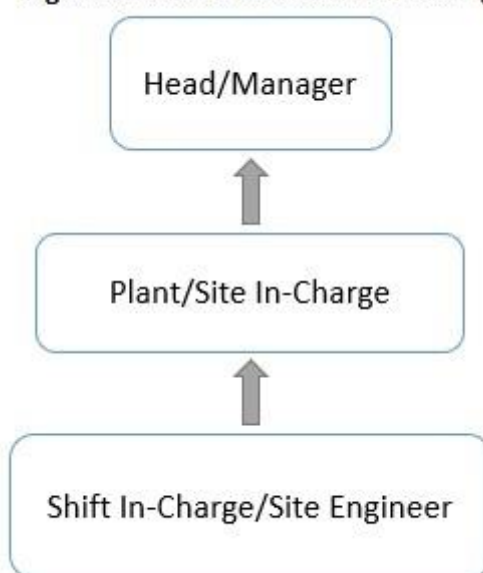 Head/Manager
Plant/Site In-Charge
Shift In-Charge/Site Engineer